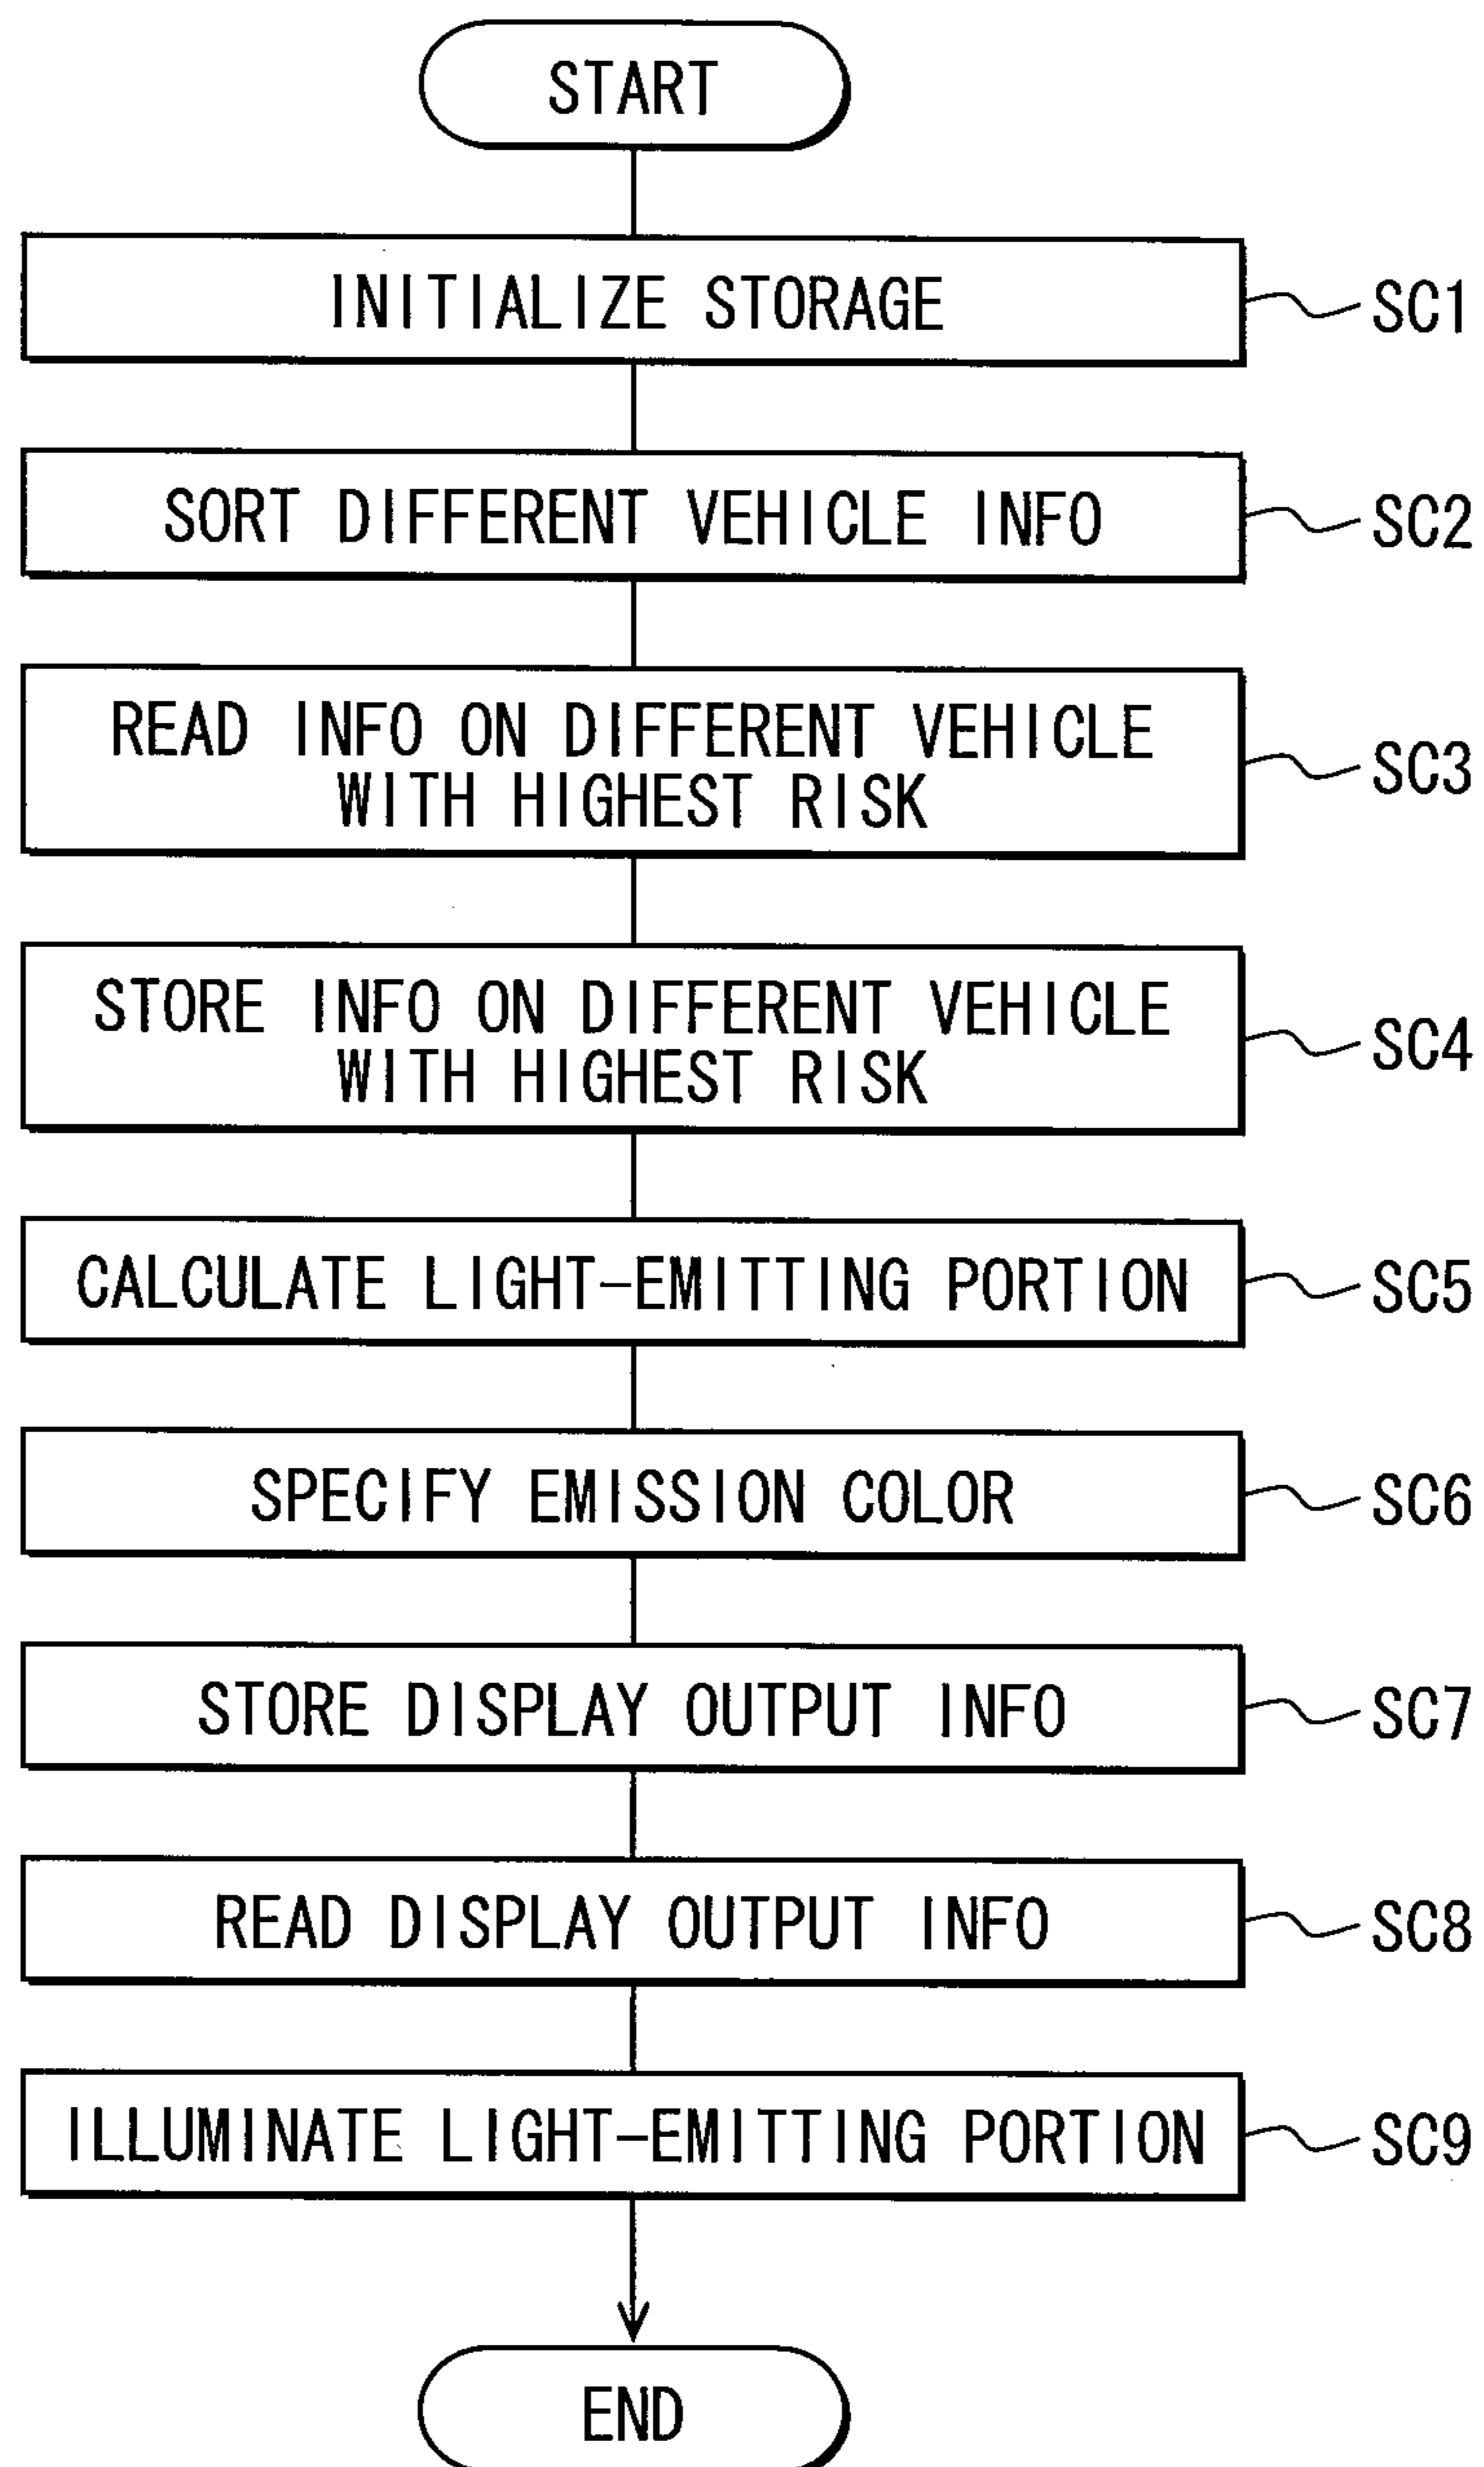 START
INITIALIZE STORAGE
SC1
SORT DIFFERENT VEHICLE INFO
SC2
READ INFO ON DIFFERENT VEHICLE
WITH HIGHEST RISK
SC3
STORE INFO ON DIFFERENT VEHICLE
WITH HIGHEST RISK
SC4
CALCULATE LIGHT-EMITTING PORTION
SC5
SPECIFY EMISSION COLOR
SC6
STORE DISPLAY OUTPUT INFO
SC7
READ DISPLAY OUTPUT INFO
SC8
ILLUMINATE LIGHT-EMITTING PORTION
SC9
END